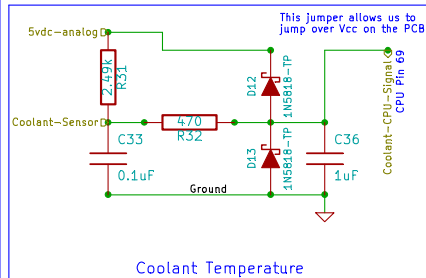 This jumper allows us to
jump over Vcc on the PCB
5vdc-analog
2.49k
R31
D12
1N5818-TP
Coolant-CPU-Signal
CPU Pin 69
Coolant-Sensor
470
R32
C33
0.1uF
D13
1N5818-TP
C36
1uF
Ground
Coolant Temperature